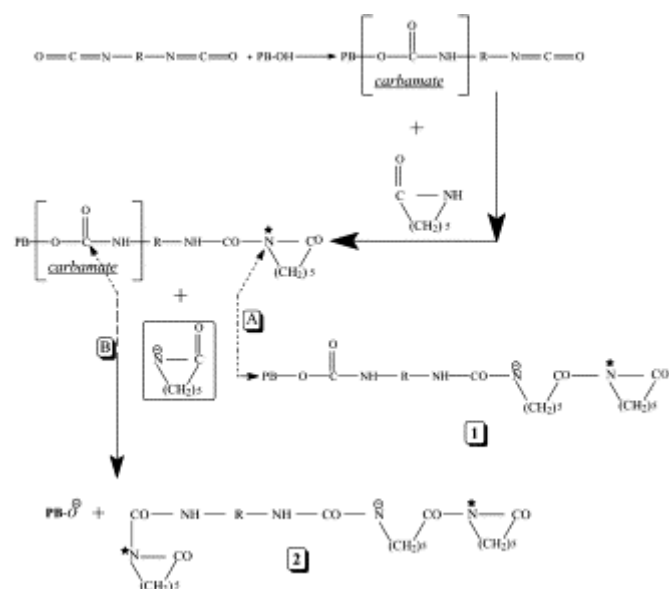 O=C=N-R-N=C=O + PB-OH → PB-O-C-NH-R-N=C=O
O
carbamate
+
O
C-NH
(CH₂)₅
O
PB-O-C-NH-R-NH-CO-N-CO
*
carbamate
(CH₂)₅
+
A
B
⊖
O
N-C
(CH₂)₅
O
PB-O-C-NH-R-NH-CO-N-CO-N-CO
⊖
*
(CH₂)₅
(CH₂)₅
1
PB-O⊖ + CO-NH-R-NH-CO-N-CO-N-CO
⊖
*
*N-CO
(CH₂)₅
(CH₂)₅
(CH₂)₅
2